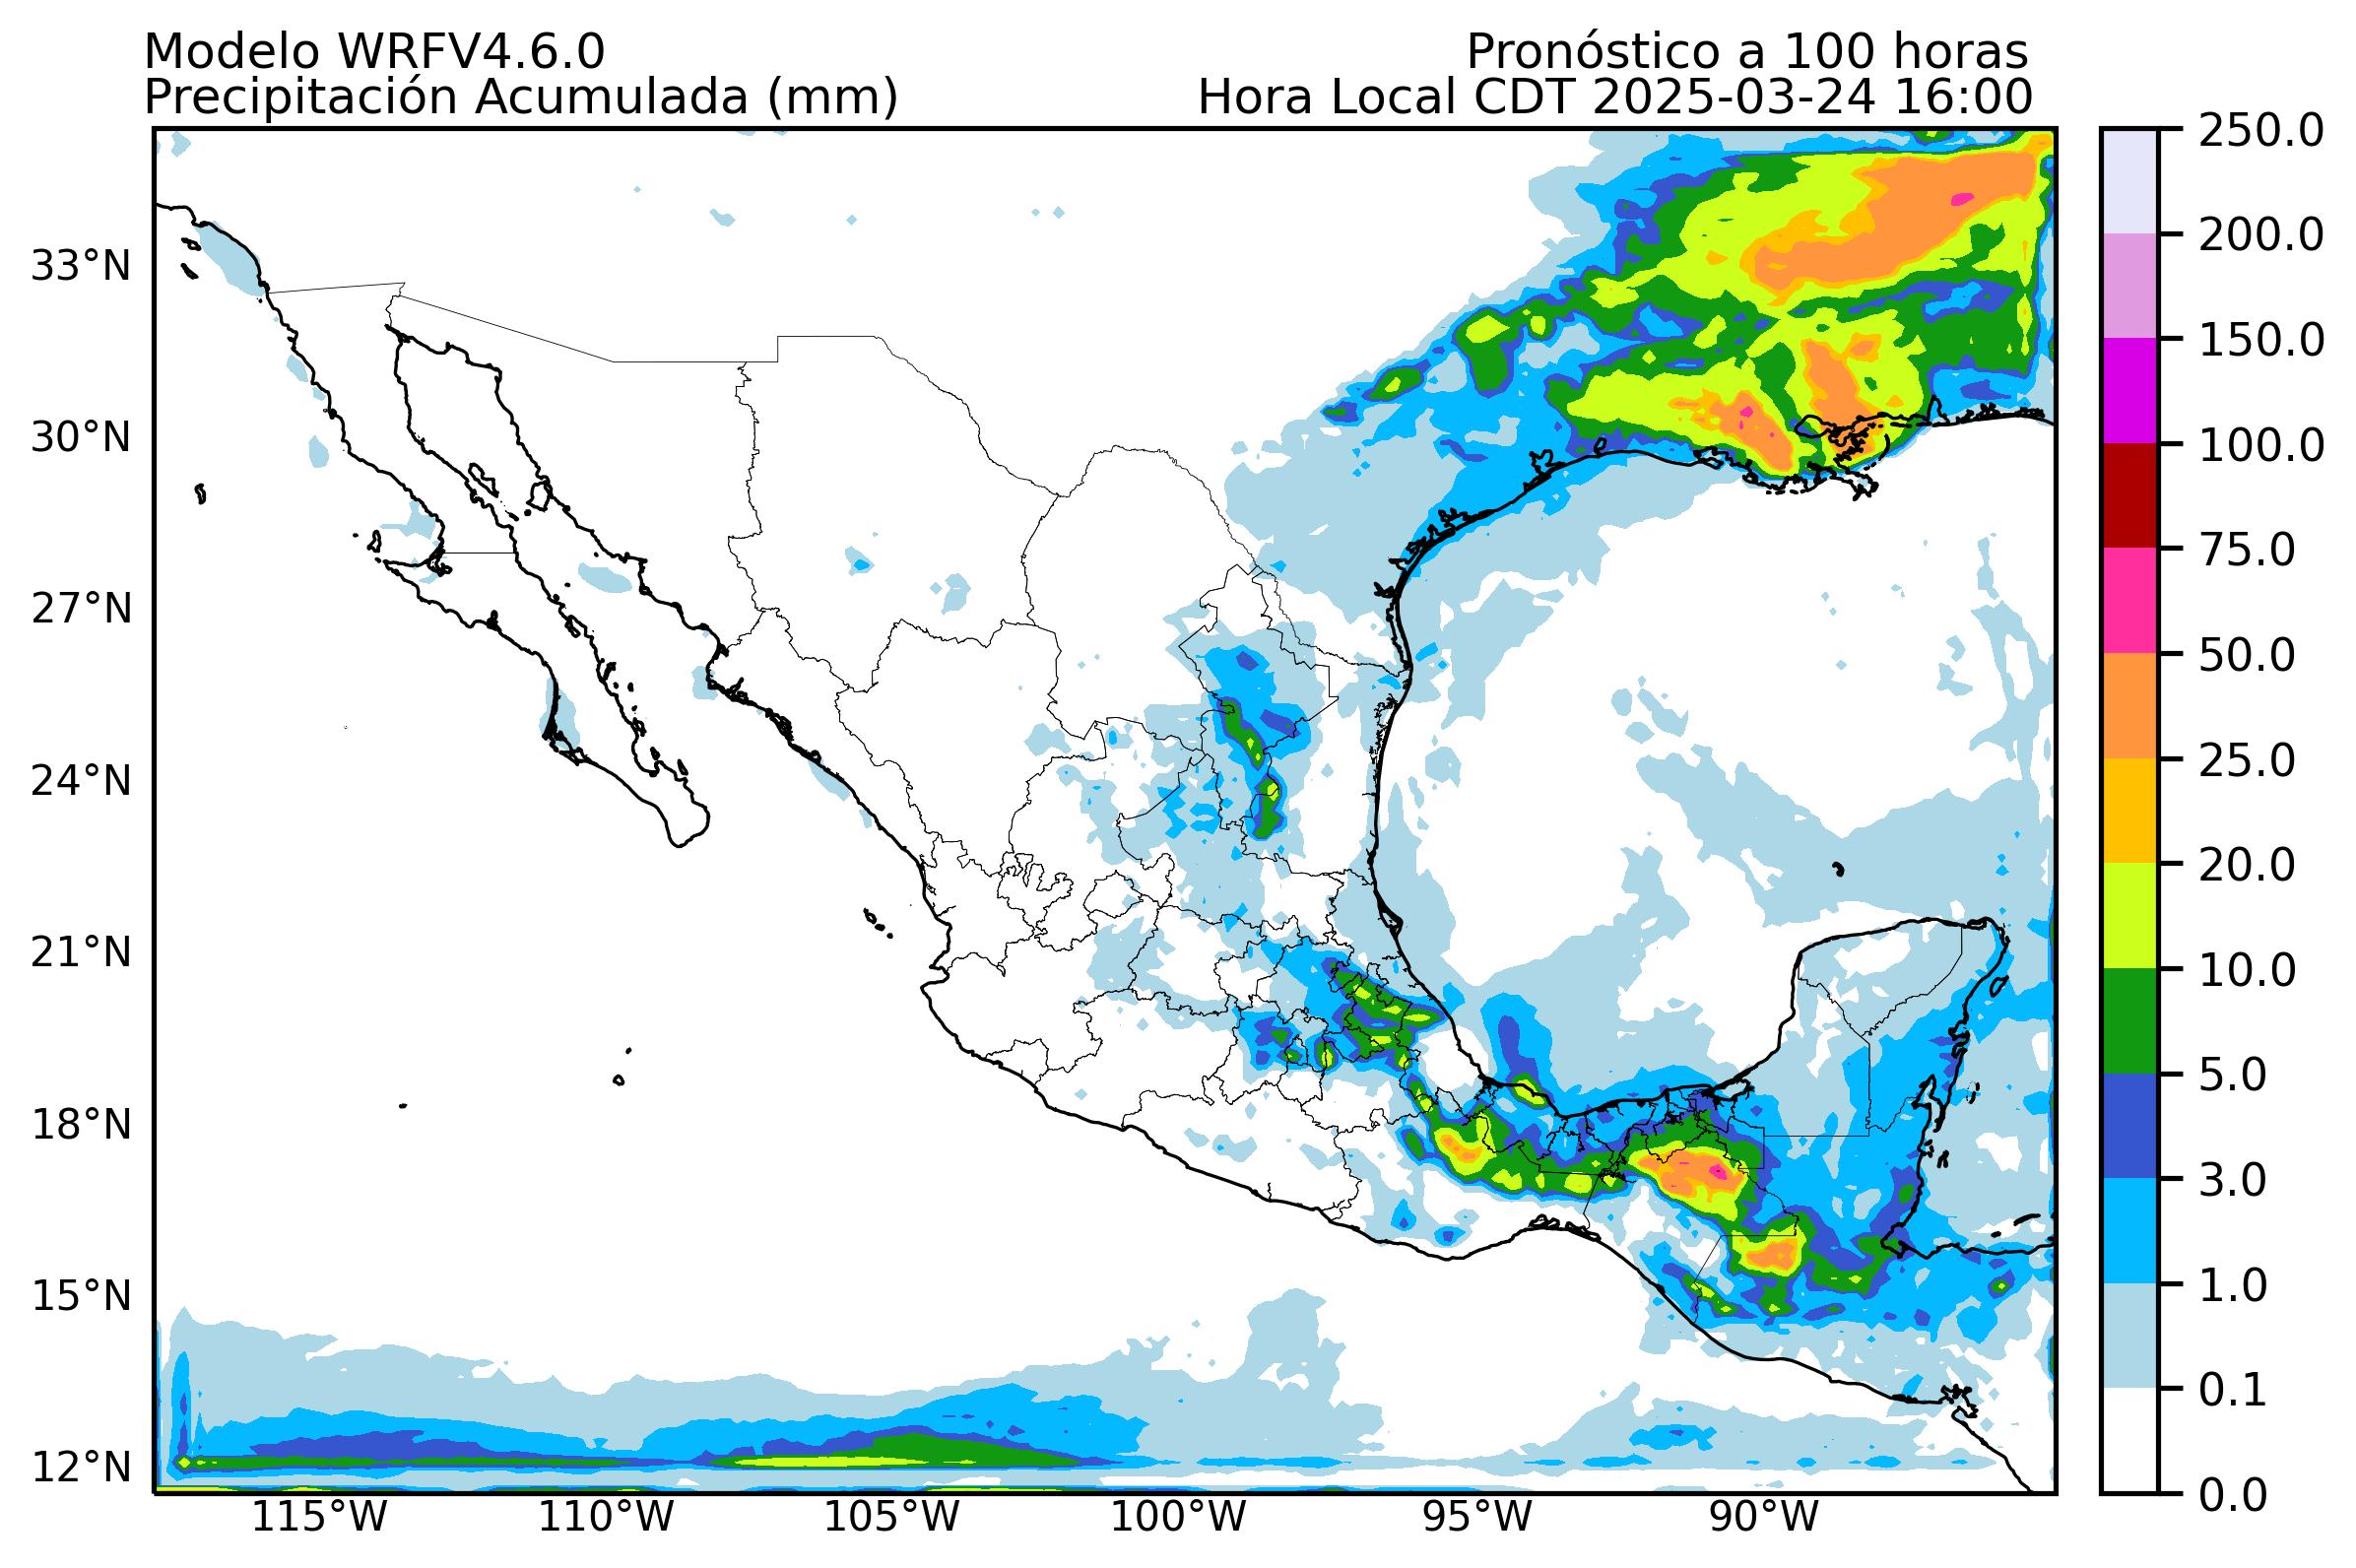 Modelo WRFV4.6.0
Pronóstico a 100 horas
Precipitación Acumulada (mm)
Hora Local CDT 2025-03-24 16:00
33°N
30°N
27°N
24°N
21°N
18°N
15°N
12°N
115°W
110°W
105°W
100°W
95°W
90°W
250.0
200.0
150.0
100.0
75.0
50.0
25.0
20.0
10.0
5.0
3.0
1.0
0.1
0.0